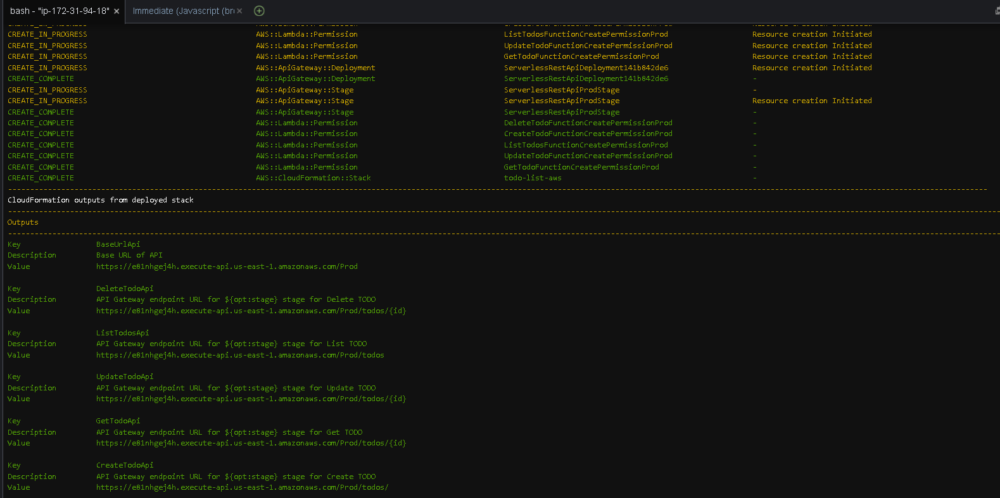 bash - "ip-172-31-94-18" × Immediate (Javascript (br ×
CREATE_IN_PROGRESS AWS::Lambda::Permission ListTodosFunctionCreatePermissionProd Resource creation Initiated
CREATE_IN_PROGRESS AWS::Lambda::Permission UpdateTodoFunctionCreatePermissionProd Resource creation Initiated
CREATE_IN_PROGRESS AWS::Lambda::Permission GetTodoFunctionCreatePermissionProd Resource creation Initiated
CREATE_IN_PROGRESS AWS::ApiGateway::Deployment ServerlessRestApiDeployment141b842de6 Resource creation Initiated
CREATE_COMPLETE AWS::ApiGateway::Deployment ServerlessRestApiDeployment141b842de6 -
CREATE_IN_PROGRESS AWS::ApiGateway::Stage ServerlessRestApiProdStage -
CREATE_IN_PROGRESS AWS::ApiGateway::Stage ServerlessRestApiProdStage Resource creation Initiated
CREATE_COMPLETE AWS::ApiGateway::Stage ServerlessRestApiProdStage -
CREATE_COMPLETE AWS::Lambda::Permission DeleteTodoFunctionCreatePermissionProd -
CREATE_COMPLETE AWS::Lambda::Permission CreateTodoFunctionCreatePermissionProd -
CREATE_COMPLETE AWS::Lambda::Permission ListTodosFunctionCreatePermissionProd -
CREATE_COMPLETE AWS::Lambda::Permission UpdateTodoFunctionCreatePermissionProd -
CREATE_COMPLETE AWS::Lambda::Permission GetTodoFunctionCreatePermissionProd -
CREATE_COMPLETE AWS::CloudFormation::Stack todo-list-aws -
CloudFormation outputs from deployed stack
Outputs
Key BaseUrlApi
Description Base URL of API
Value https://e81nhgej4h.execute-api.us-east-1.amazonaws.com/Prod
Key DeleteTodoApi
Description API Gateway endpoint URL for ${opt:stage} stage for Delete TODO
Value https://e81nhgej4h.execute-api.us-east-1.amazonaws.com/Prod/todos/{id}
Key ListTodosApi
Description API Gateway endpoint URL for ${opt:stage} stage for List TODO
Value https://e81nhgej4h.execute-api.us-east-1.amazonaws.com/Prod/todos
Key UpdateTodoApi
Description API Gateway endpoint URL for ${opt:stage} stage for Update TODO
Value https://e81nhgej4h.execute-api.us-east-1.amazonaws.com/Prod/todos/{id}
Key GetTodoApi
Description API Gateway endpoint URL for ${opt:stage} stage for Get TODO
Value https://e81nhgej4h.execute-api.us-east-1.amazonaws.com/Prod/todos/{id}
Key CreateTodoApi
Description API Gateway endpoint URL for ${opt:stage} stage for Create TODO
Value https://e81nhgej4h.execute-api.us-east-1.amazonaws.com/Prod/todos/